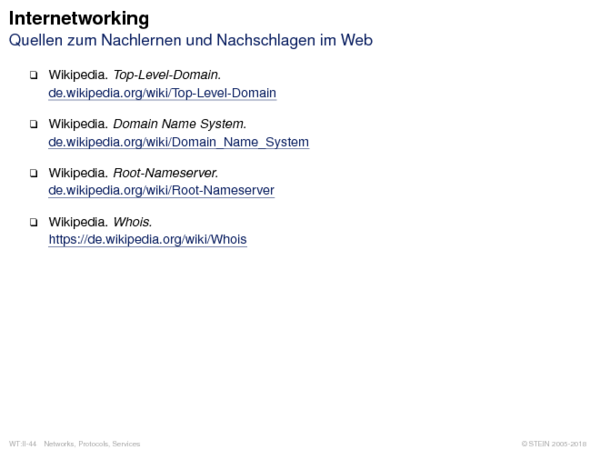 Internetworking
Quellen zum Nachlernen und Nachschlagen im Web
❑ Wikipedia. Top-Level-Domain.
de.wikipedia.org/wiki/Top-Level-Domain
❑ Wikipedia. Domain Name System.
de.wikipedia.org/wiki/Domain_Name_System
❑ Wikipedia. Root-Nameserver.
de.wikipedia.org/wiki/Root-Nameserver
❑ Wikipedia. Whois.
https://de.wikipedia.org/wiki/Whois
WT:II-44 Networks, Protocols, Services © STEIN 2005-2018